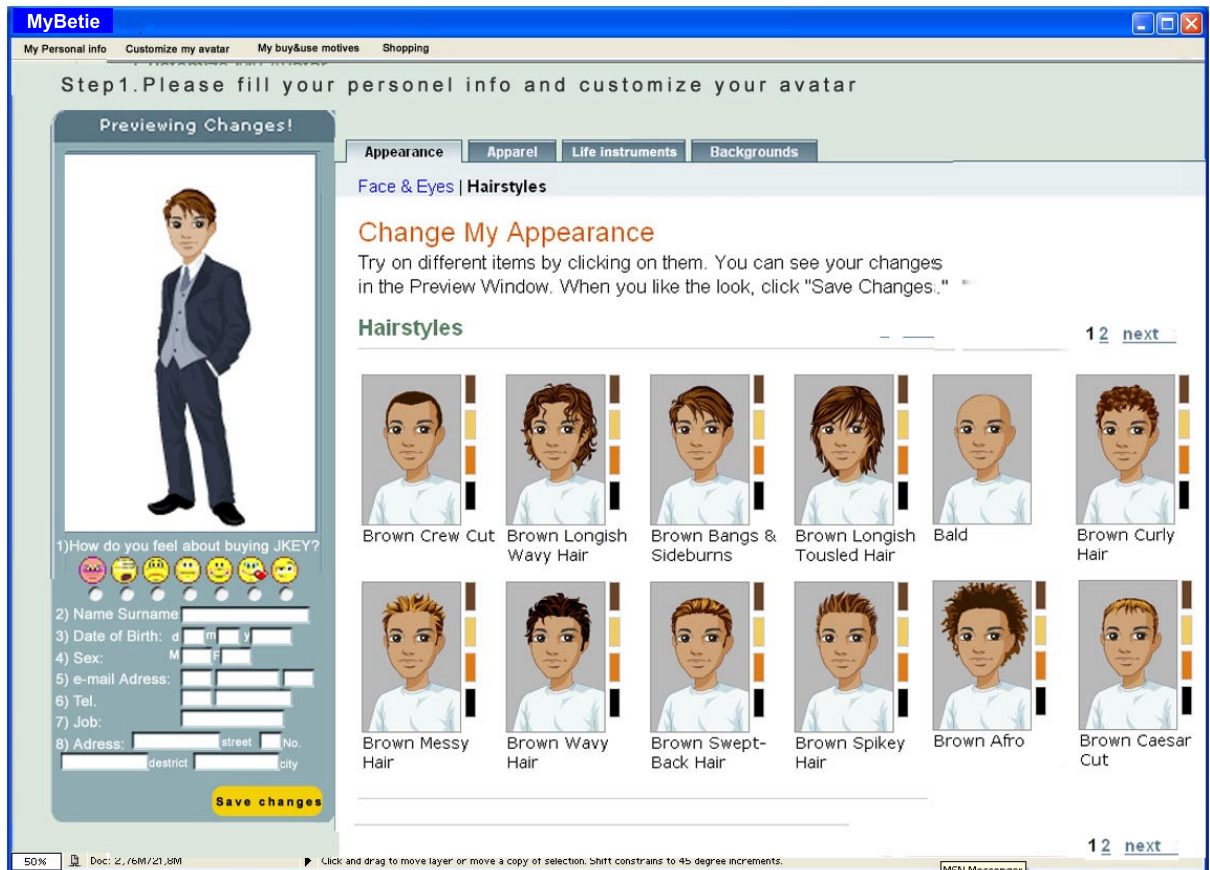 MyBetie
My Personal info Customize my avatar My buy&use motives Shopping
Step1.Please fill your personel info and customize your avatar
Previewing Changes!
Appearance Apparel Life instruments Backgrounds
Face & Eyes | Hairstyles
Change My Appearance
Try on different items by clicking on them. You can see your changes
in the Preview Window. When you like the look, click "Save Changes."
Hairstyles
1 2 next
Brown Crew Cut
Brown Longish
Wavy Hair
Brown Bangs &
Sideburns
Brown Longish
Tousled Hair
Bald
Brown Curly
Hair
Brown Messy
Hair
Brown Wavy
Hair
Brown Swept-
Back Hair
Brown Spikey
Hair
Brown Afro
Brown Caesar
Cut
1)How do you feel about buying JKEY?
2) Name Surname
3) Date of Birth: d m y
4) Sex: M F
5) e-mail Adress:
6) Tel.
7) Job:
8) Adress: street No.
destrict city
Save changes
1 2 next
50% Doc: 2,76M/21,8M Click and drag to move layer or move a copy of selection. Shift constrains to 45 degree increments.
MSN Messenger